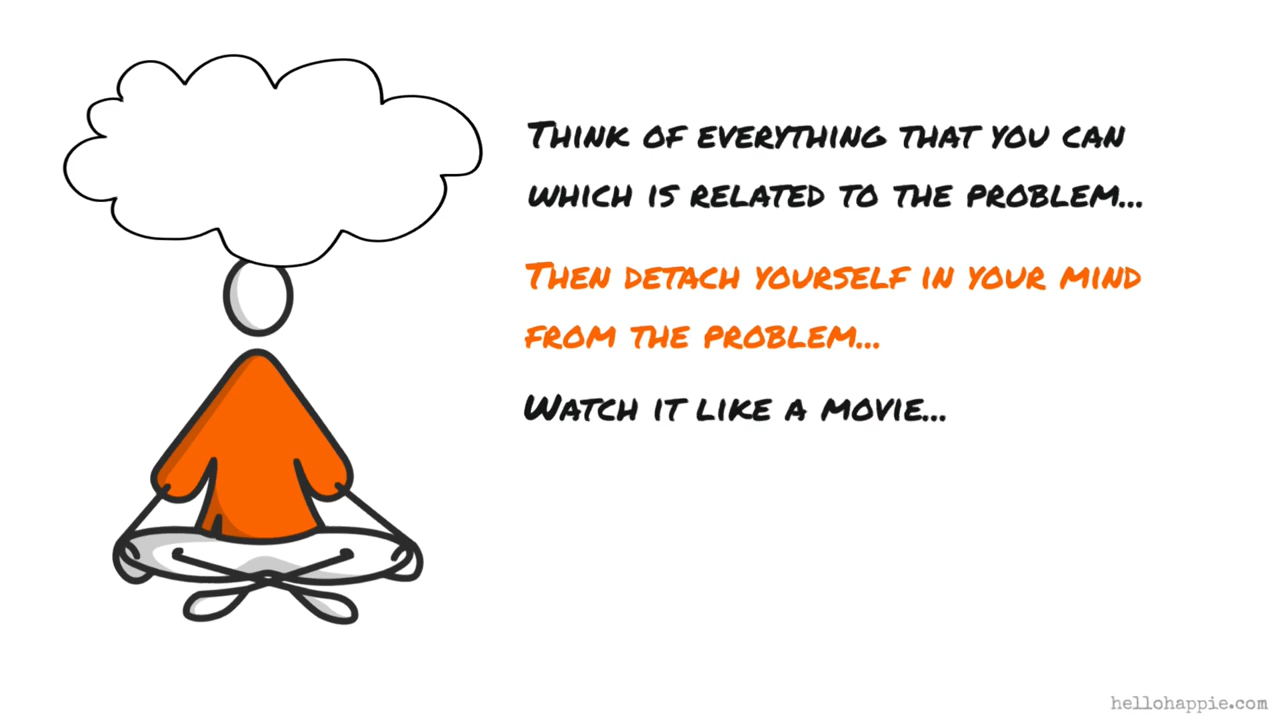 Think of everything that you can
which is related to the problem...
Then detach yourself in your mind
from the problem...
Watch it like a movie...
hellohappie.com